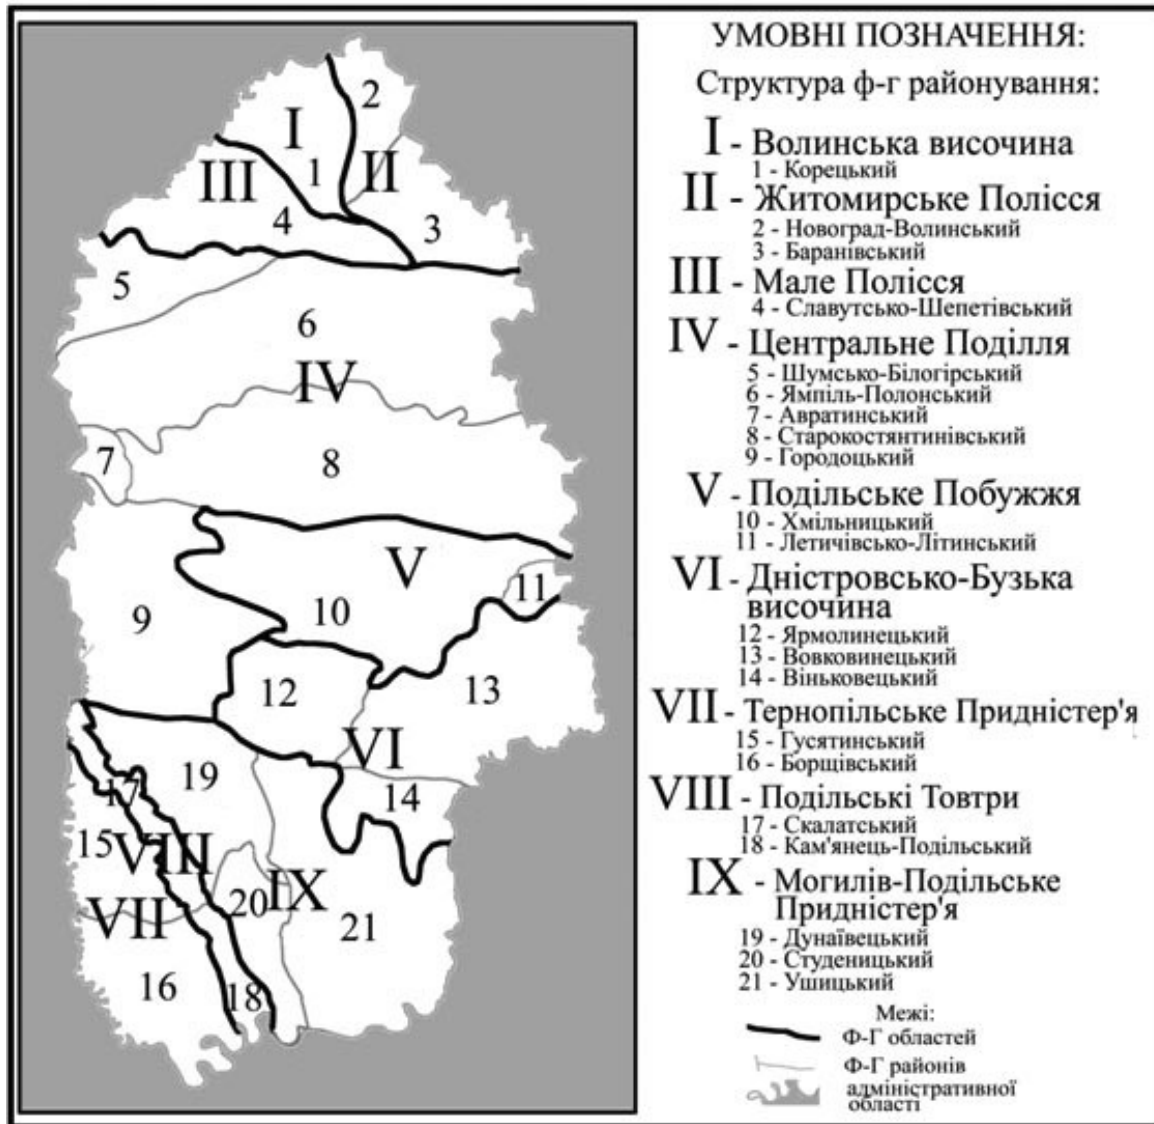 УМОВНІ ПОЗНАЧЕННЯ:
Структура ф-г районування:
I - Волинська височина
1 - Корецький
II - Житомирське Полісся
2 - Новоград-Волинський
3 - Баранівський
III - Мале Полісся
4 - Славутсько-Шепетівський
IV - Центральне Поділля
5 - Шумсько-Білогірський
6 - Ямпіль-Полонський
7 - Авратинський
8 - Старокостянтинівський
9 - Городоцький
V - Подільське Побужжя
10 - Хмільницький
11 - Летичівсько-Літинський
VI - Дністровсько-Бузька
височина
12 - Ярмолинецький
13 - Вовковинецький
14 - Віньковецький
VII - Тернопільське Придністер'я
15 - Гусятинський
16 - Борщівський
VIII - Подільські Товтри
17 - Скалатський
18 - Кам'янець-Подільський
IX - Могилів-Подільське
Придністер'я
19 - Дунаївецький
20 - Студеницький
21 - Ушицький
Межі:
Ф-Г областей
Ф-Г районів
адміністративної
області
2
I
1
II
III
4
3
5
6
IV
7
8
V
11
9
10
12
13
VI
19
17
14
15
VIII
20
IX
VII
21
16
18